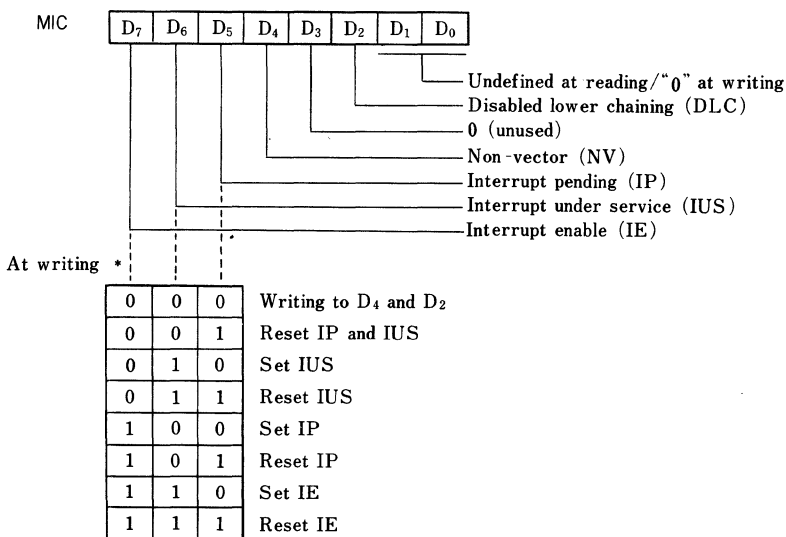 MIC D₇ D₆ D₅ D₄ D₃ D₂ D₁ D₀
Undefined at reading/“0” at writing
Disabled lower chaining (DLC)
0 (unused)
Non-vector (NV)
Interrupt pending (IP)
Interrupt under service (IUS)
Interrupt enable (IE)
At writing *
0 0 0 Writing to D₄ and D₂
0 0 1 Reset IP and IUS
0 1 0 Set IUS
0 1 1 Reset IUS
1 0 0 Set IP
1 0 1 Reset IP
1 1 0 Set IE
1 1 1 Reset IE